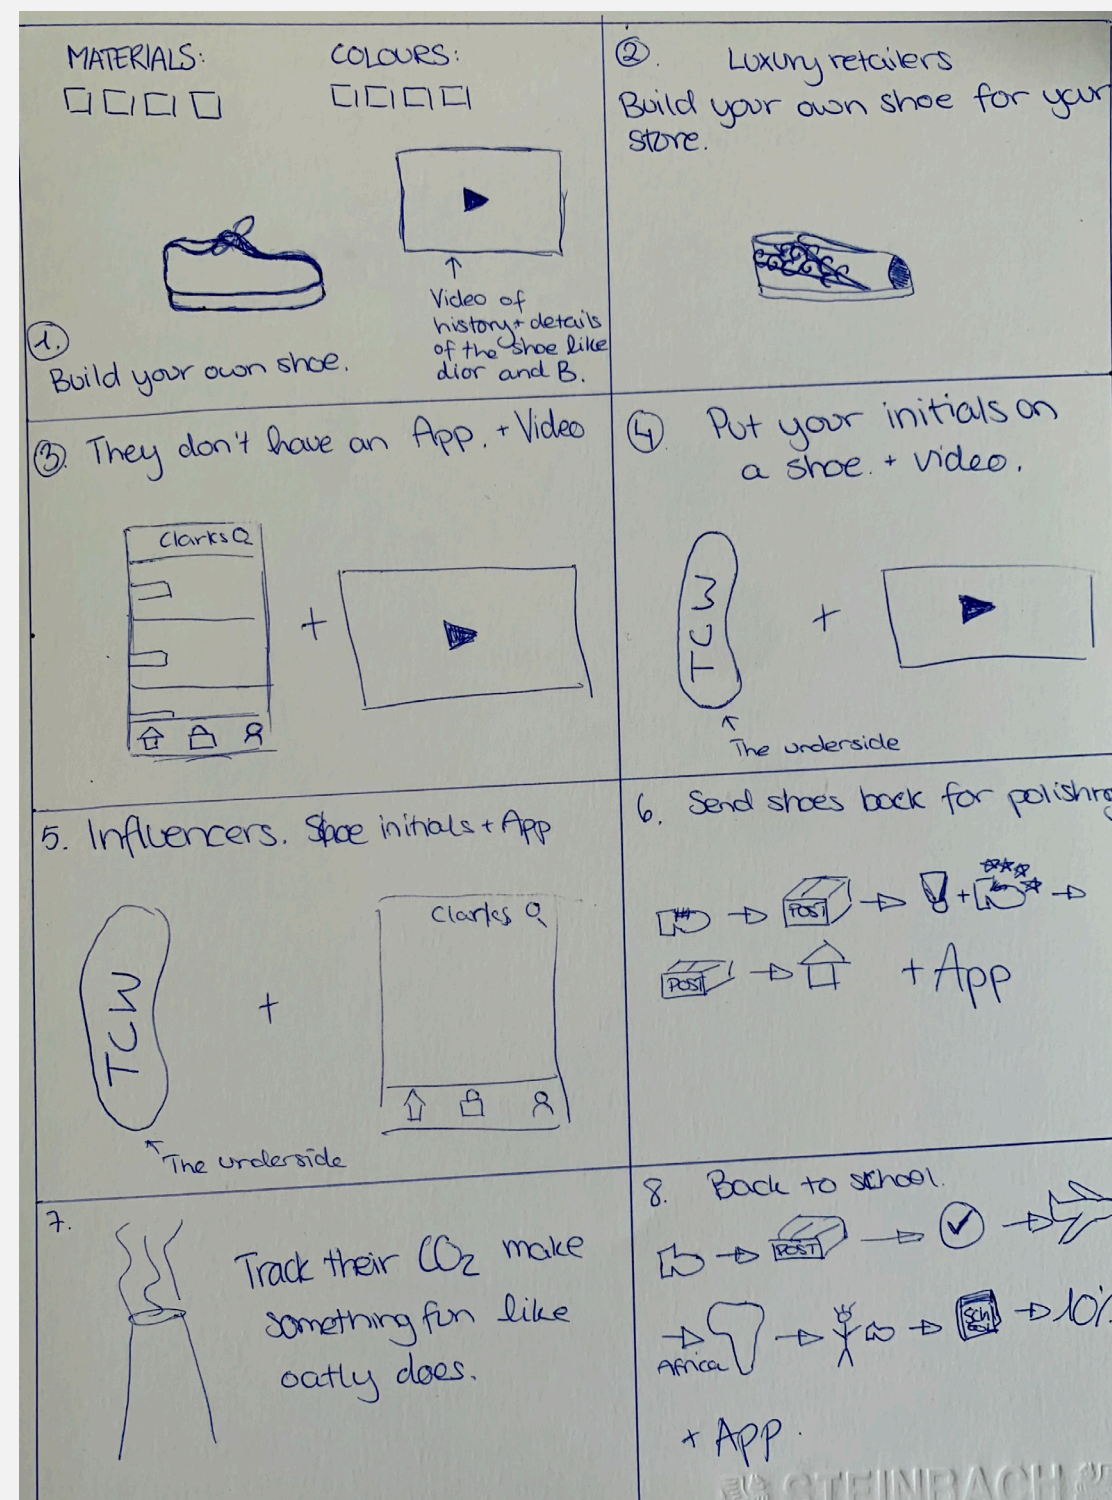 MATERIALS:
COLOURS:
Video of
history + details
of the shoe like
dior and B.
1.
Build your own shoe.
2.
Luxury retailers
Build your own shoe for your
store.
3. They don't have an App. + Video
Clarks
+
4. Put your initials on
a shoe. + video.
TCW
+
The underside
5. Influencers. Shoe initials + App
TCW
+
Clarks
The underside
6. Send shoes back for
POST
+
POST
+ App
7.
Track their CO2 make
something fun like
oatly does.
8. Back to school.
POST
Africa
10%
+ App.
STEINBACH